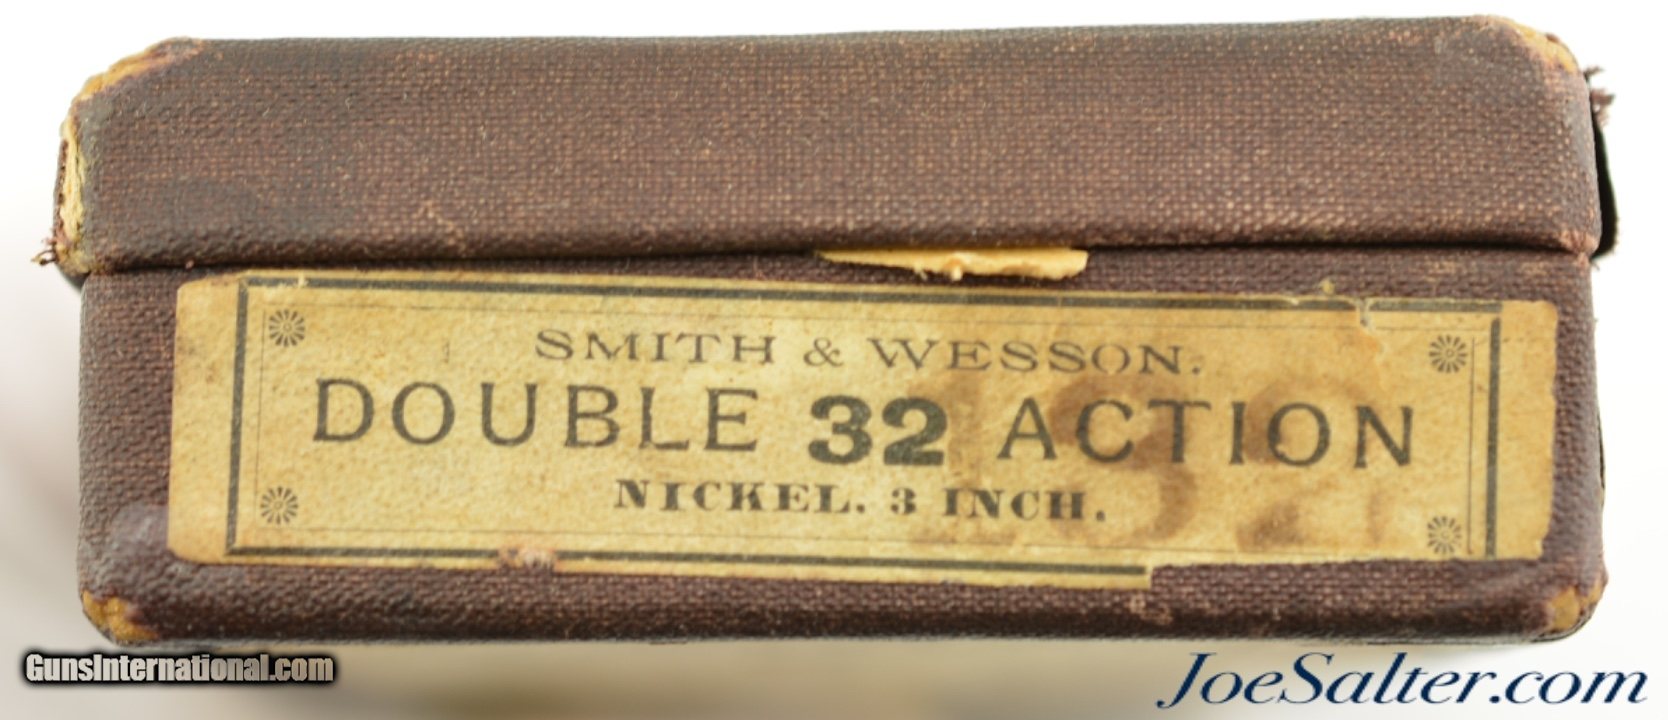 SMITH & WESSON.
DOUBLE 32 ACTION
NICKEL. 3 INCH.
GunsInternational.com
JoeSalter.com